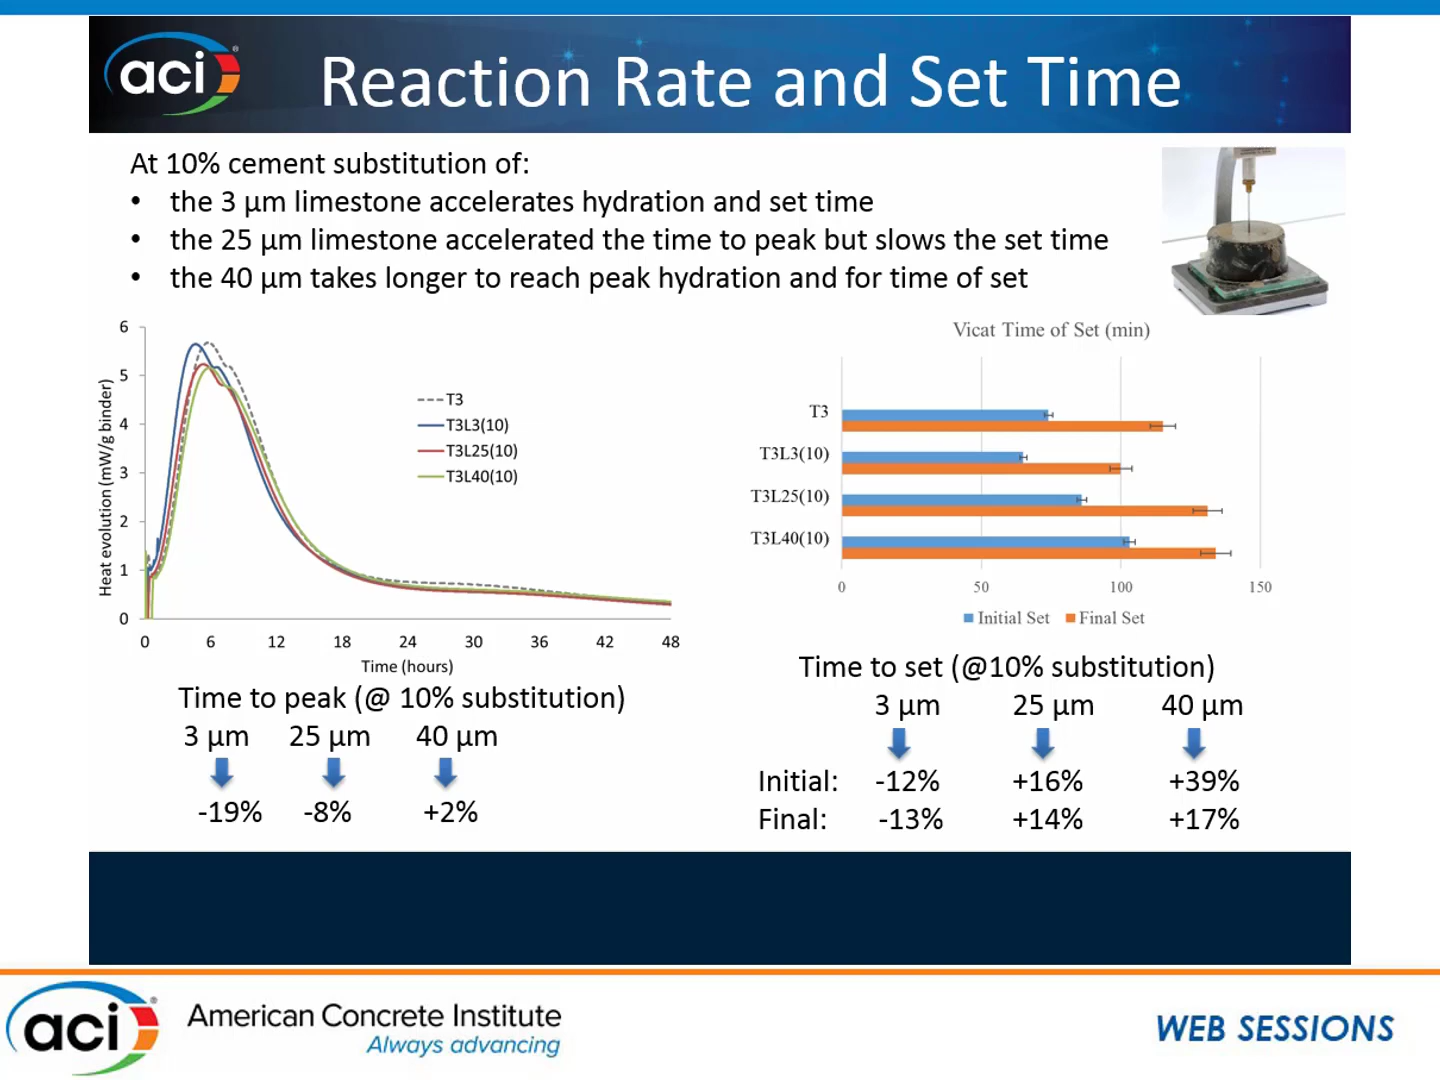 aci®
Reaction Rate and Set Time
At 10% cement substitution of:
• the 3 µm limestone accelerates hydration and set time
• the 25 µm limestone accelerated the time to peak but slows the set time
• the 40 µm takes longer to reach peak hydration and for time of set
Heat evolution (mW/g binder)
6
5
4
3
2
1
0
0 6 12 18 24 30 36 42 48
Time (hours)
T3
T3L3(10)
T3L25(10)
T3L40(10)
Vicat Time of Set (min)
T3
T3L3(10)
T3L25(10)
T3L40(10)
0 50 100 150
Initial Set Final Set
Time to peak (@ 10% substitution)
3 µm 25 µm 40 µm
-19% -8% +2%
Time to set (@10% substitution)
3 µm 25 µm 40 µm
Initial: -12% +16% +39%
Final: -13% +14% +17%
aci®
American Concrete Institute
Always advancing
WEB SESSIONS